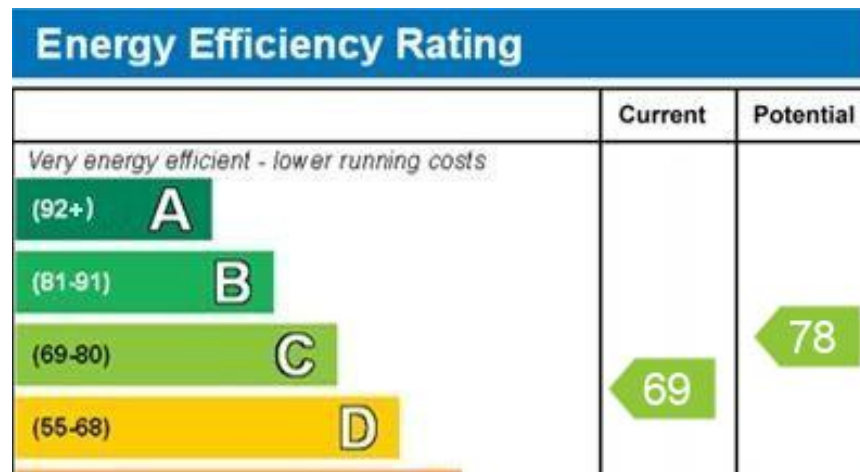 Energy Efficiency Rating
Current Potential
Very energy efficient - lower running costs
(92+) A
(81-91) B
(69-80) C
78
69
(55-68) D